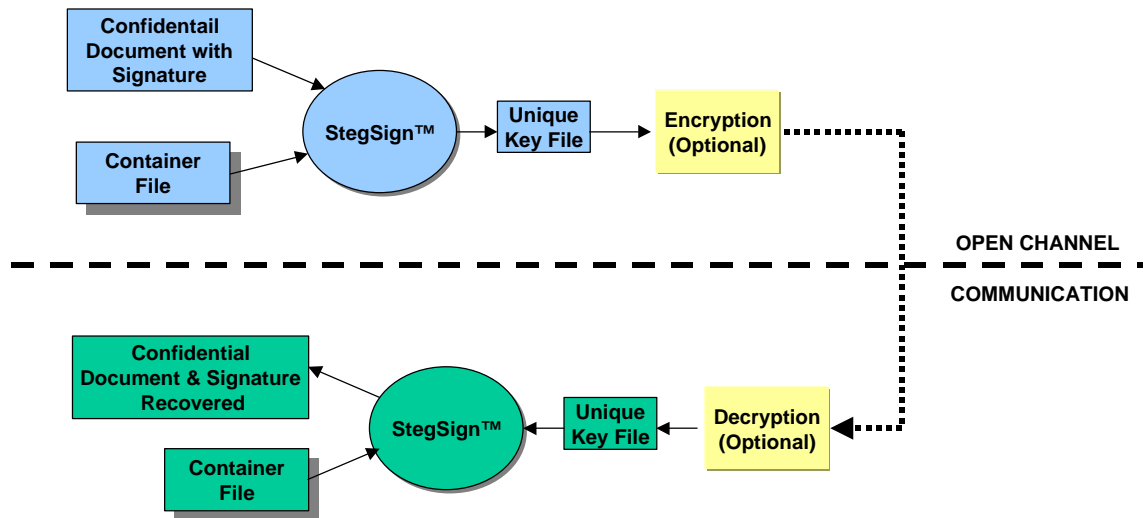 Confidentail
Document with
Signature
StegSign™
Unique
Key File
Encryption
(Optional)
Container
File
OPEN CHANNEL
COMMUNICATION
Confidential
Document & Signature
Recovered
StegSign™
Unique
Key File
Decryption
(Optional)
Container
File